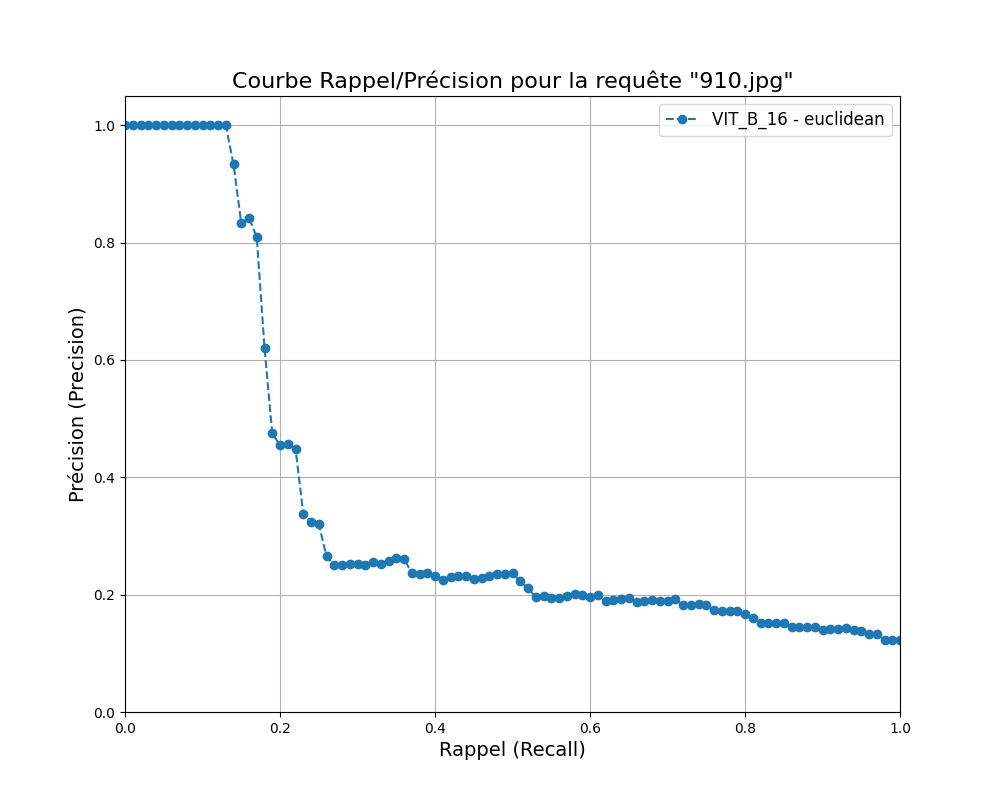 Courbe Rappel/Précision pour la requête "910.jpg"
VIT_B_16 - euclidean
Précision (Precision)
1.0
0.8
0.6
0.4
0.2
0.0
0.0 0.2 0.4 0.6 0.8 1.0
Rappel (Recall)